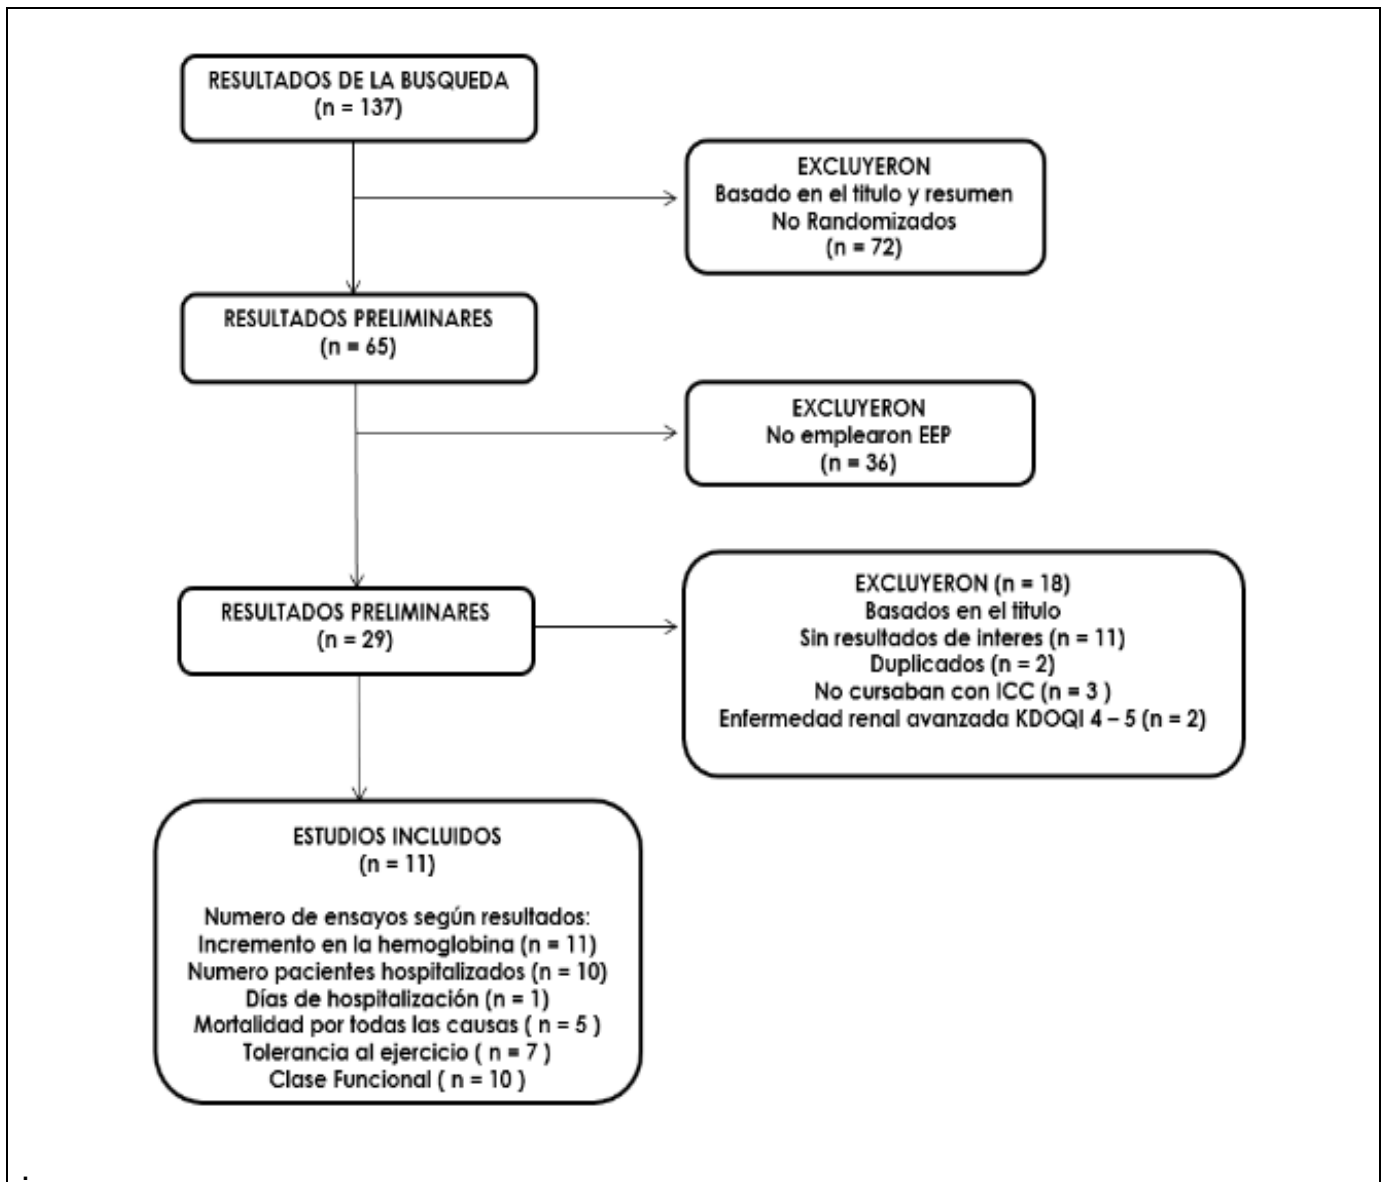 RESULTADOS DE LA BUSQUEDA
(n = 137)
EXCLUYERON
Basado en el titulo y resumen
No Randomizados
(n = 72)
RESULTADOS PRELIMINARES
(n = 65)
EXCLUYERON
No emplearon EEP
(n = 36)
RESULTADOS PRELIMINARES
(n = 29)
EXCLUYERON (n = 18)
Basados en el titulo
Sin resultados de interes (n = 11)
Duplicados (n = 2)
No cursaban con ICC (n = 3 )
Enfermedad renal avanzada KDOQI 4 – 5 (n = 2)
ESTUDIOS INCLUIDOS
(n = 11)
Numero de ensayos según resultados:
Incremento en la hemoglobina (n = 11)
Numero pacientes hospitalizados (n = 10)
Días de hospitalización (n = 1)
Mortalidad por todas las causas ( n = 5 )
Tolerancia al ejercicio ( n = 7 )
Clase Funcional ( n = 10 )
.